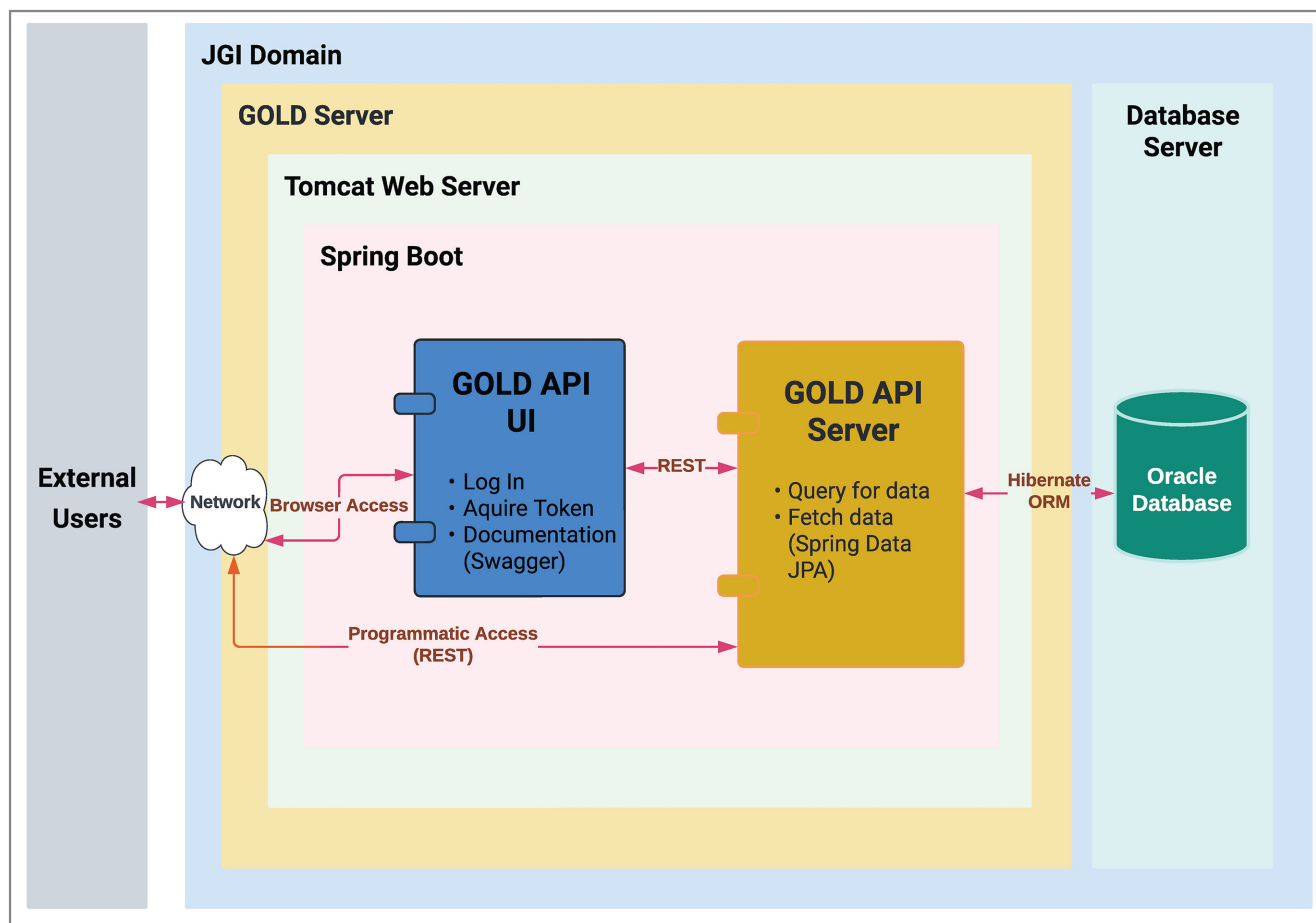 JGI Domain
GOLD Server
Database
Server
Tomcat Web Server
Spring Boot
GOLD API
UI
• Log In
• Aquire Token
• Documentation
(Swagger)
GOLD API
Server
• Query for data
• Fetch data
(Spring Data
JPA)
External
Users
Network
Browser Access
REST
Hibernate
ORM
Oracle
Database
Programmatic Access
(REST)